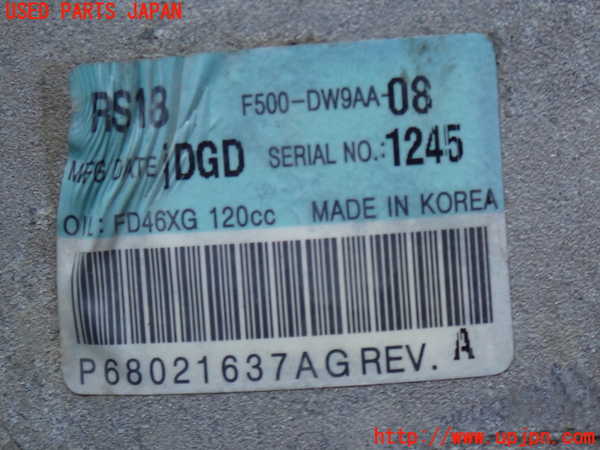 USED PARTS JAPAN
RS18 F500-DW9AA-08
MFG DATE: DGD SERIAL NO.: 1245
OIL: FD46XG 120cc MADE IN KOREA
P68021637AG REV. A
http://www.upjpn.com/